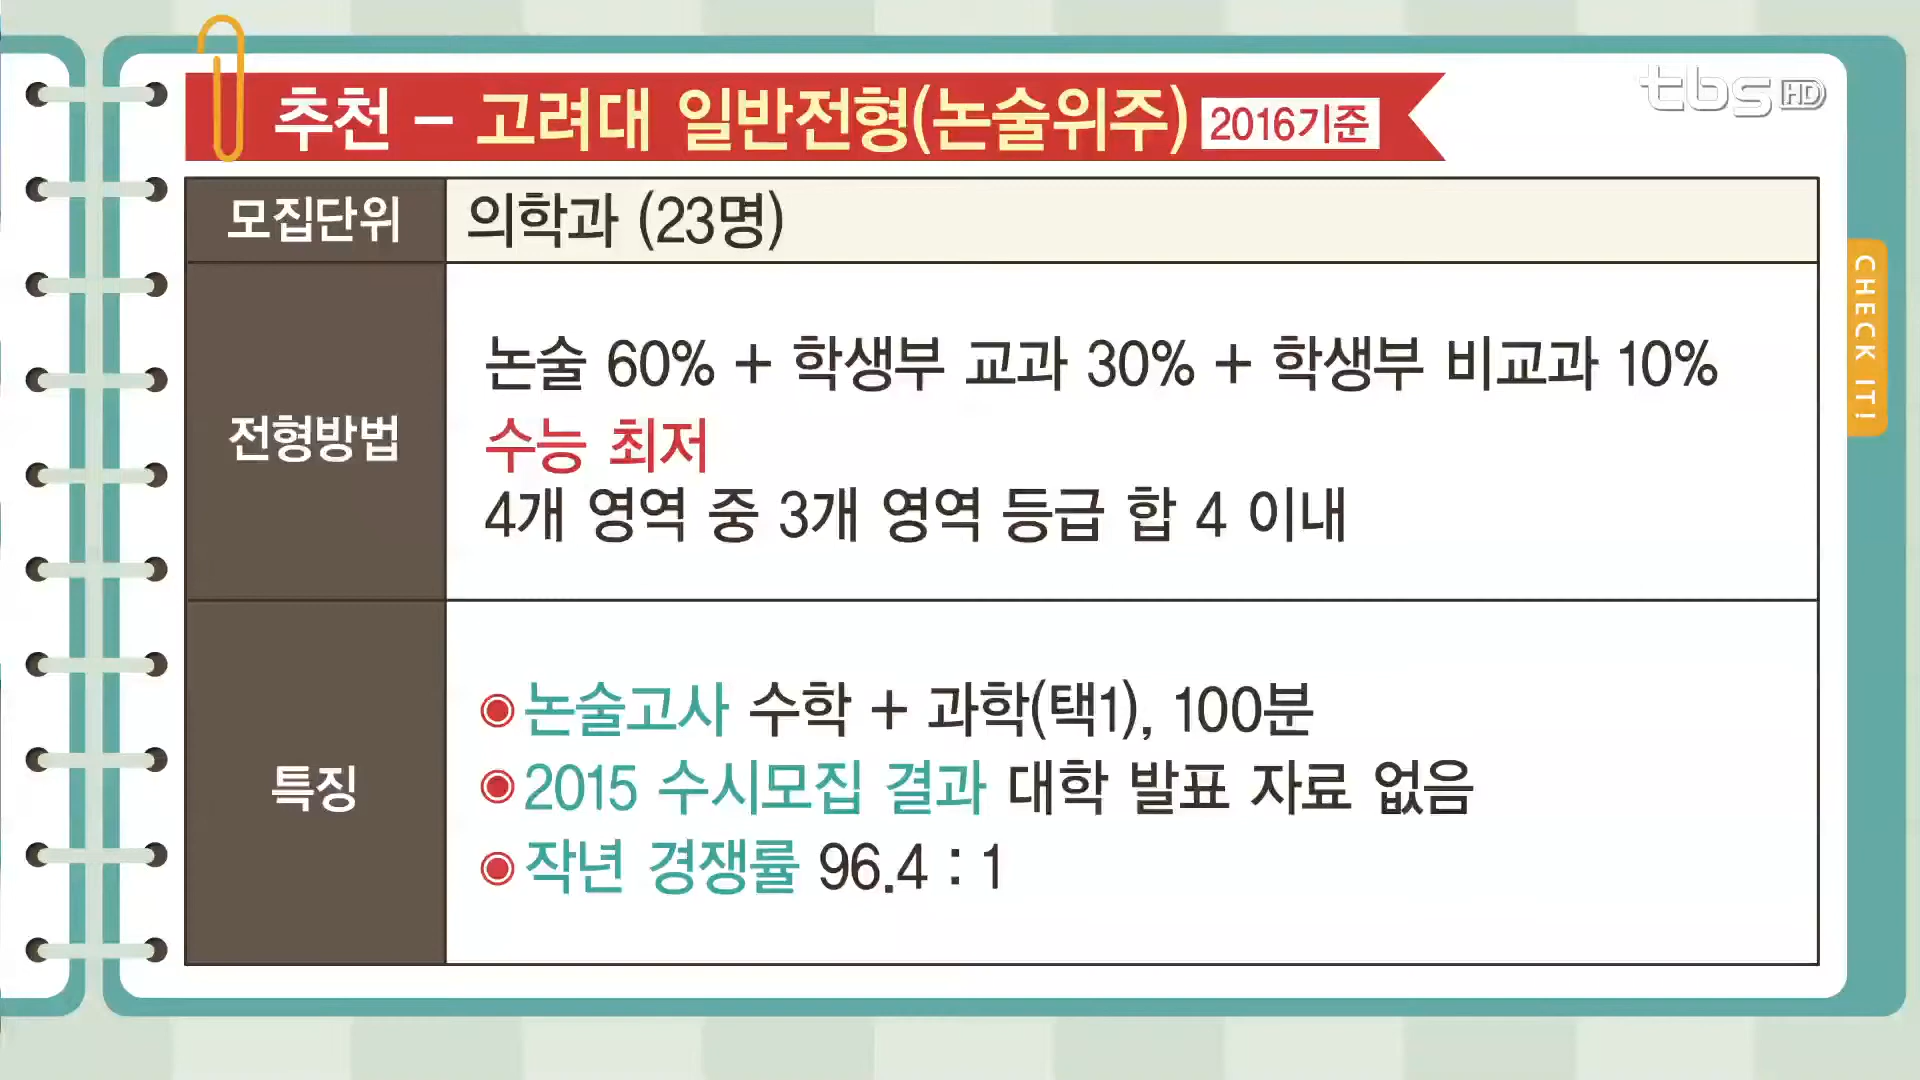 추천 – 고려대 일반전형(논술위주) 2016기준
tbs HD
모집단위
의학과 (23명)
전형방법
논술 60% + 학생부 교과 30% + 학생부 비교과 10%
수능 최저
4개 영역 중 3개 영역 등급 합 4 이내
특징
논술고사 수학 + 과학(택1), 100분
2015 수시모집 결과 대학 발표 자료 없음
작년 경쟁률 96.4 : 1
CHECK IT!